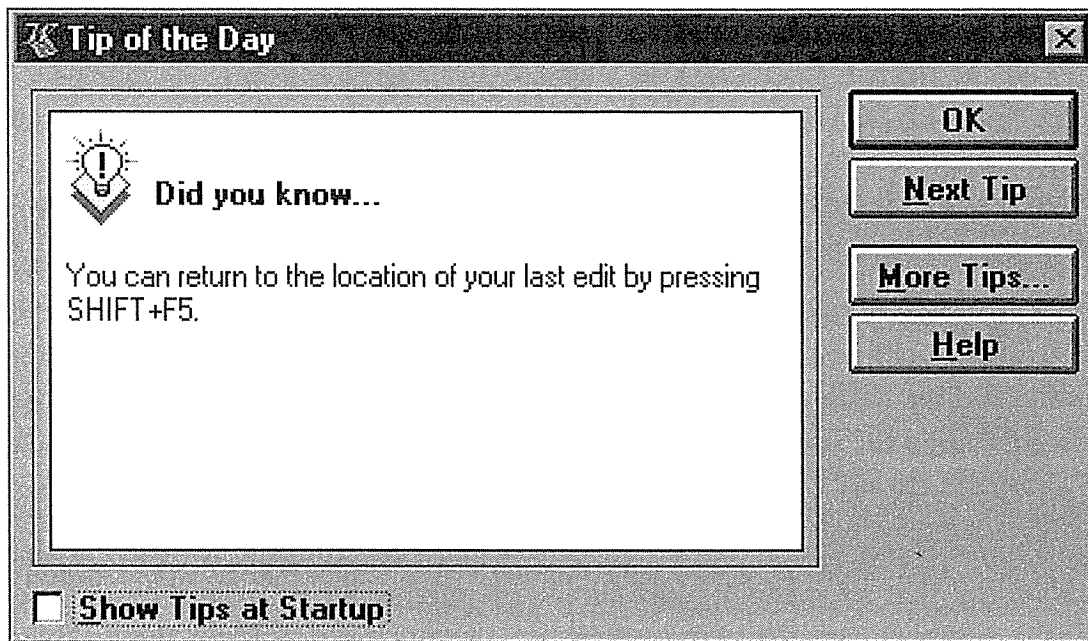 Tip of the Day
OK
Did you know...
Next Tip
You can return to the location of your last edit by pressing
SHIFT+F5.
More Tips...
Help
Show Tips at Startup